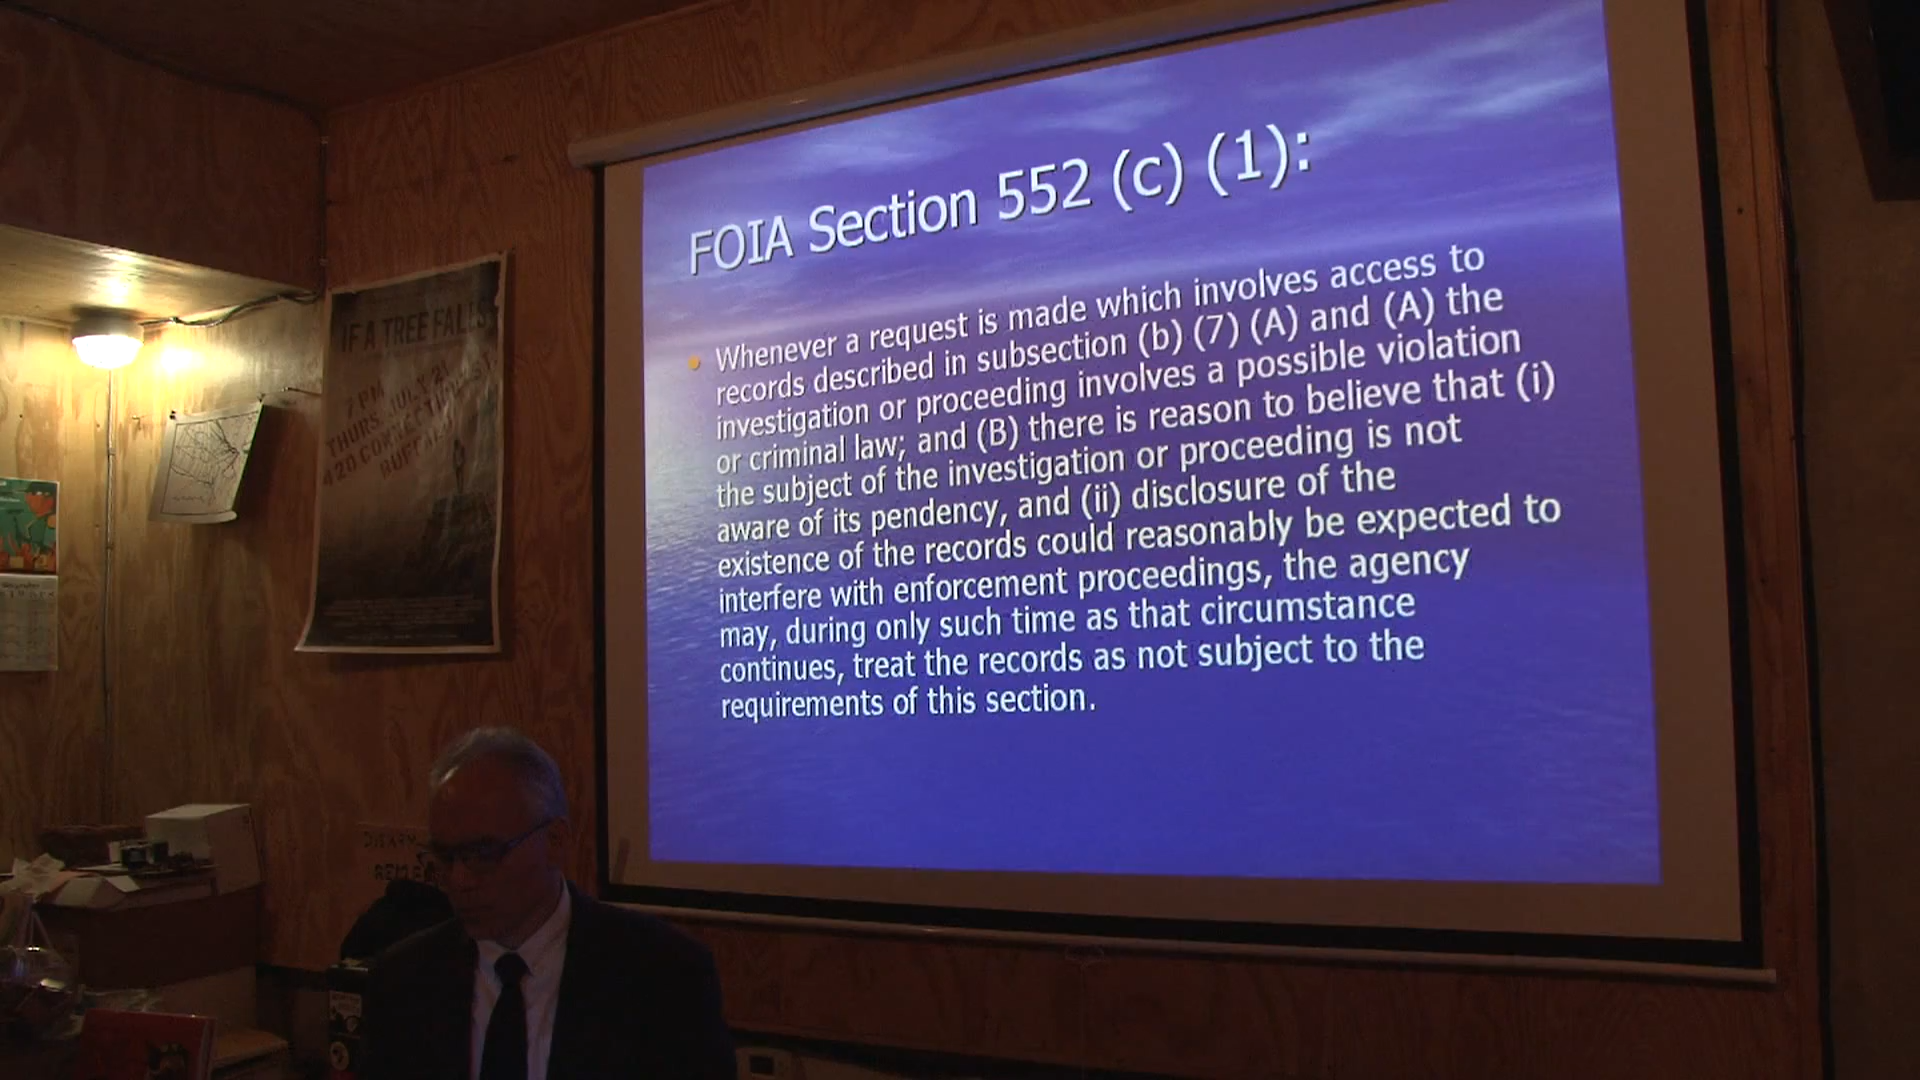 FOIA Section 552 (c) (1):
Whenever a request is made which involves access to
records described in subsection (b) (7) (A) and (A) the
investigation or proceeding involves a possible violation
or criminal law; and (B) there is reason to believe that (i)
the subject of the investigation or proceeding is not
aware of its pendency, and (ii) disclosure of the
existence of the records could reasonably be expected to
interfere with enforcement proceedings, the agency
may, during only such time as that circumstance
continues, treat the records as not subject to the
requirements of this section.
IF A TREE FALLS
7 PM
THURS. JULY 21